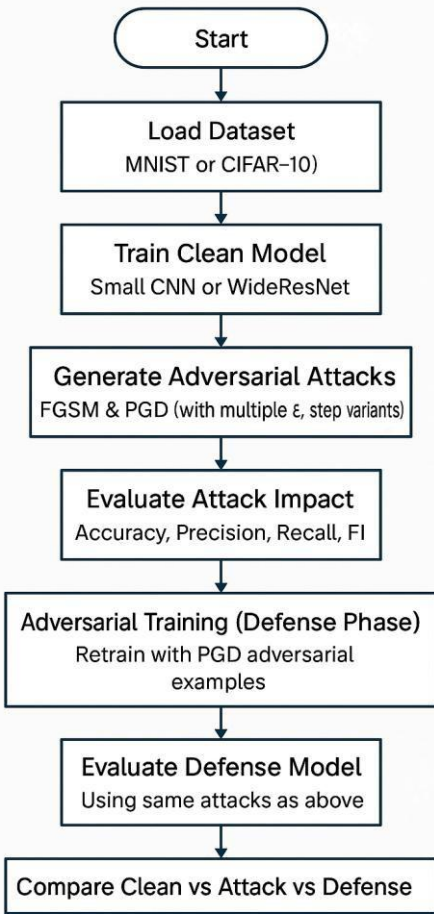 Start
Load Dataset
MNIST or CIFAR–10)
Train Clean Model
Small CNN or WideResNet
Generate Adversarial Attacks
FGSM & PGD (with multiple ε, step variants)
Evaluate Attack Impact
Accuracy, Precision, Recall, FI
Adversarial Training (Defense Phase)
Retrain with PGD adversarial
examples
Evaluate Defense Model
Using same attacks as above
Compare Clean vs Attack vs Defense